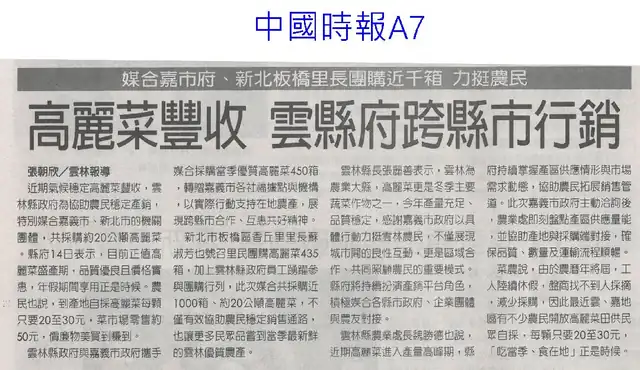 中國時報A7
媒合嘉市府、新北板橋里長團購近千箱 力挺農民
高麗菜豐收 雲縣府跨縣市行銷
張朝欣／雲林報導
近期氣候穩定高麗菜豐收，雲
林縣政府為協助農民穩定產銷，
特別媒合嘉義市、新北市的機關
團體，共採購約20公噸高麗菜
。縣府14日表示，目前正值高
麗菜盛產期，品質優良且價格實
惠，年假期間享用正是時候。農
民也說，到產地自採高麗菜每顆
只要20至30元，菜市場零售約
50元，價廉物美買到賺到。
雲林縣政府與嘉義市政府攜手
媒合採購當季優質高麗菜450箱
，轉贈嘉義市各社福據點與機構
，以實際行動支持在地農產，展
現跨縣市合作、互惠共好精神。
新北市板橋區香丘里里長蘇
淑芳也號召里民團購高麗菜435
箱，加上雲林縣政府員工踴躍參
與團購行列，此次媒合共採購近
1000箱、約20公噸高麗菜，不
僅有效協助農民穩定銷售通路，
也讓更多民眾品嘗到當季最新鮮
的雲林優質農產。
雲林縣長張麗善表示，雲林為
農業大縣，高麗菜更是冬季主要
蔬菜作物之一，今年產量充足、
品質穩定，感謝嘉義市政府以具
體行動力挺雲林農民，不僅展現
城市間的良性互動，更是區域合
作、共同照顧農民的重要模式。
縣府將持續扮演產銷平台角色，
積極媒合各縣市政府、企業團體
與農友對接。
雲林縣農業處長魏勝德也說，
近期高麗菜進入產量高峰期，縣
府持續掌握產區供應情形與市場
需求動態，協助農民拓展銷售管
道。此次嘉義市政府主動洽詢後
，農業處即刻盤點產區供應量能
，並協助產地與採購端對接，確
保品質、數量及運輸流程順暢。
菜農說，由於農曆年將屆，工
人陸續休假，盤商找不到人採摘
，減少採購，因此最近雲、嘉地
區有不少農民開放高麗菜田供民
眾自採，每顆只要20至30元，
「吃當季、食在地」正是時候。